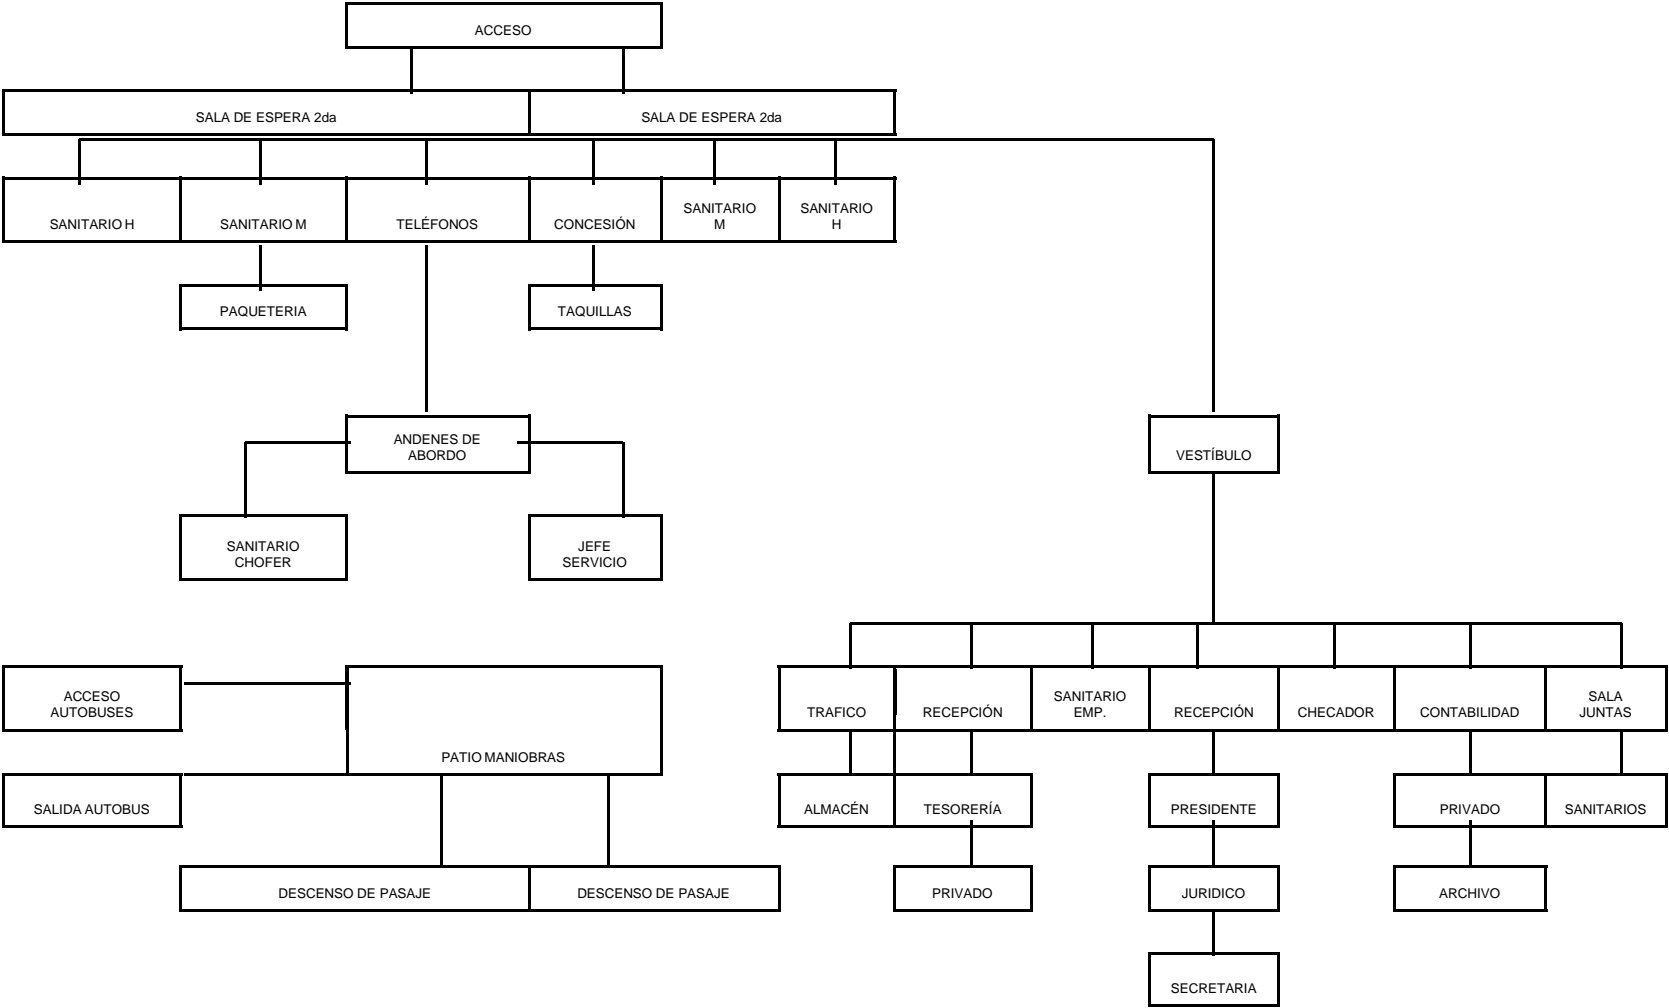 ACCESO
SALA DE ESPERA 2da
SALA DE ESPERA 2da
SANITARIO H
SANITARIO M
TELÉFONOS
CONCESIÓN
SANITARIO
M
SANITARIO
H
PAQUETERIA
TAQUILLAS
ANDENES DE
ABORDO
VESTÍBULO
SANITARIO
CHOFER
JEFE
SERVICIO
ACCESO
AUTOBUSES
PATIO MANIOBRAS
TRAFICO
RECEPCIÓN
SANITARIO
EMP.
RECEPCIÓN
CHECADOR
CONTABILIDAD
SALA
JUNTAS
SALIDA AUTOBUS
ALMACÉN
TESORERÍA
PRESIDENTE
PRIVADO
SANITARIOS
DESCENSO DE PASAJE
DESCENSO DE PASAJE
PRIVADO
JURIDICO
ARCHIVO
SECRETARIA